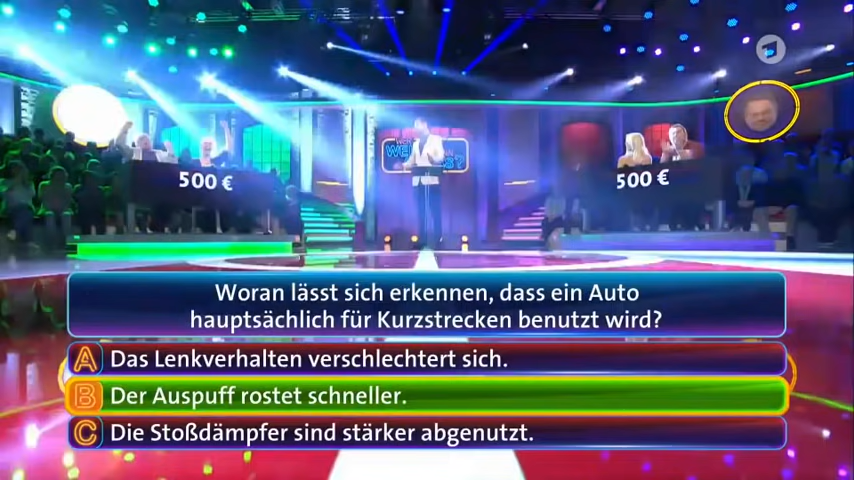 500 €
500 €
Woran lässt sich erkennen, dass ein Auto
hauptsächlich für Kurzstrecken benutzt wird?
A Das Lenkverhalten verschlechtert sich.
B Der Auspuff rostet schneller.
C Die Stoßdämpfer sind stärker abgenutzt.